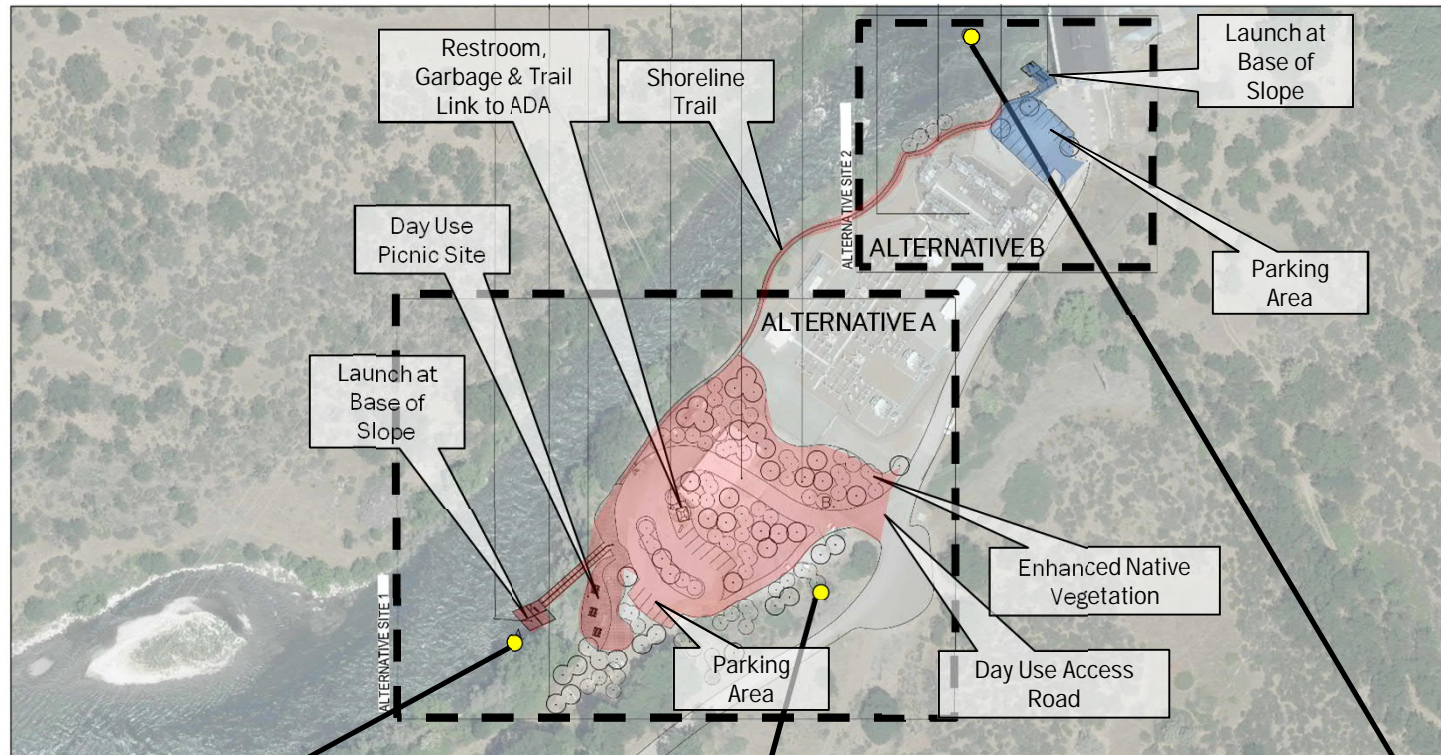 Restroom,
Garbage & Trail
Link to ADA
Shoreline
Trail
Launch at
Base of
Slope
ALTERNATIVE SITE 2
Day Use
Picnic Site
ALTERNATIVE B
Parking
Area
ALTERNATIVE A
Launch at
Base of
Slope
B
Enhanced Native
Vegetation
ALTERNATIVE SITE 1
Parking
Area
Day Use Access
Road